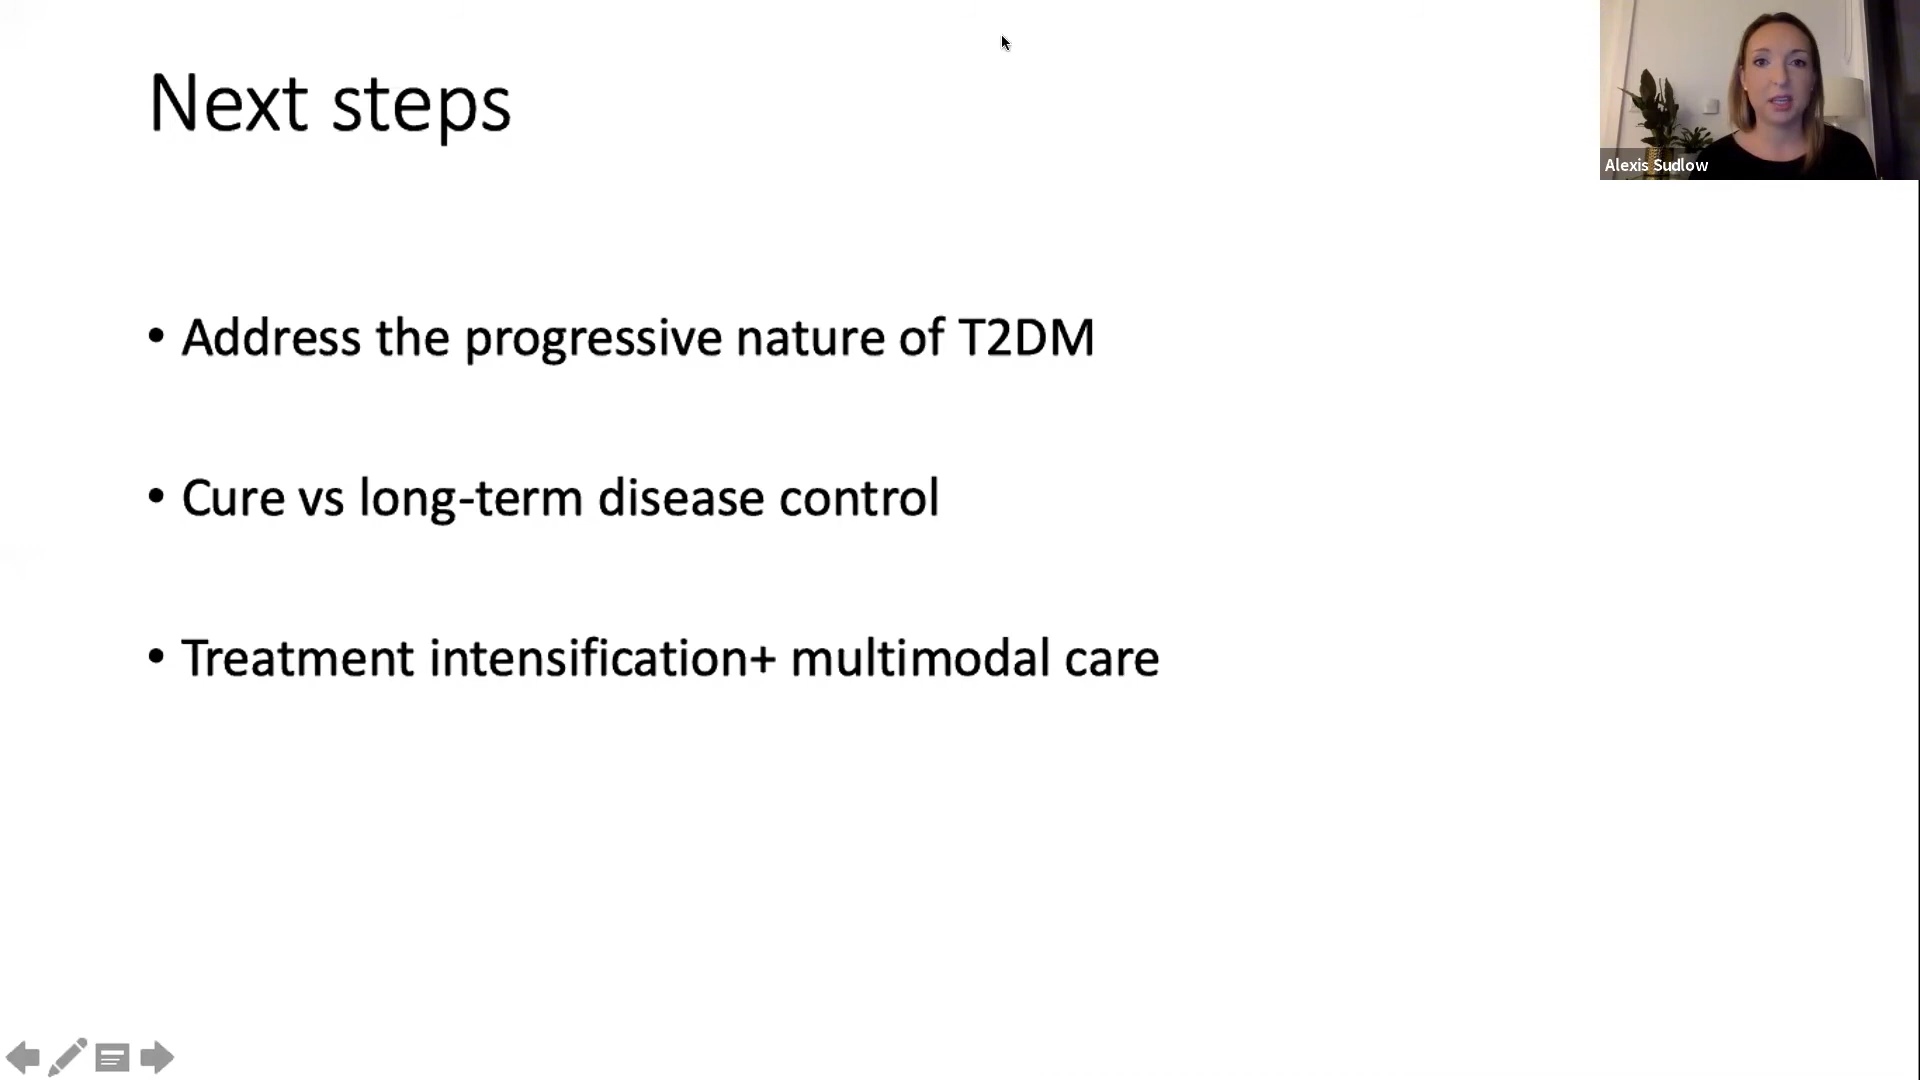 Next steps
Alexis Sudlow
• Address the progressive nature of T2DM
• Cure vs long-term disease control
• Treatment intensification+ multimodal care